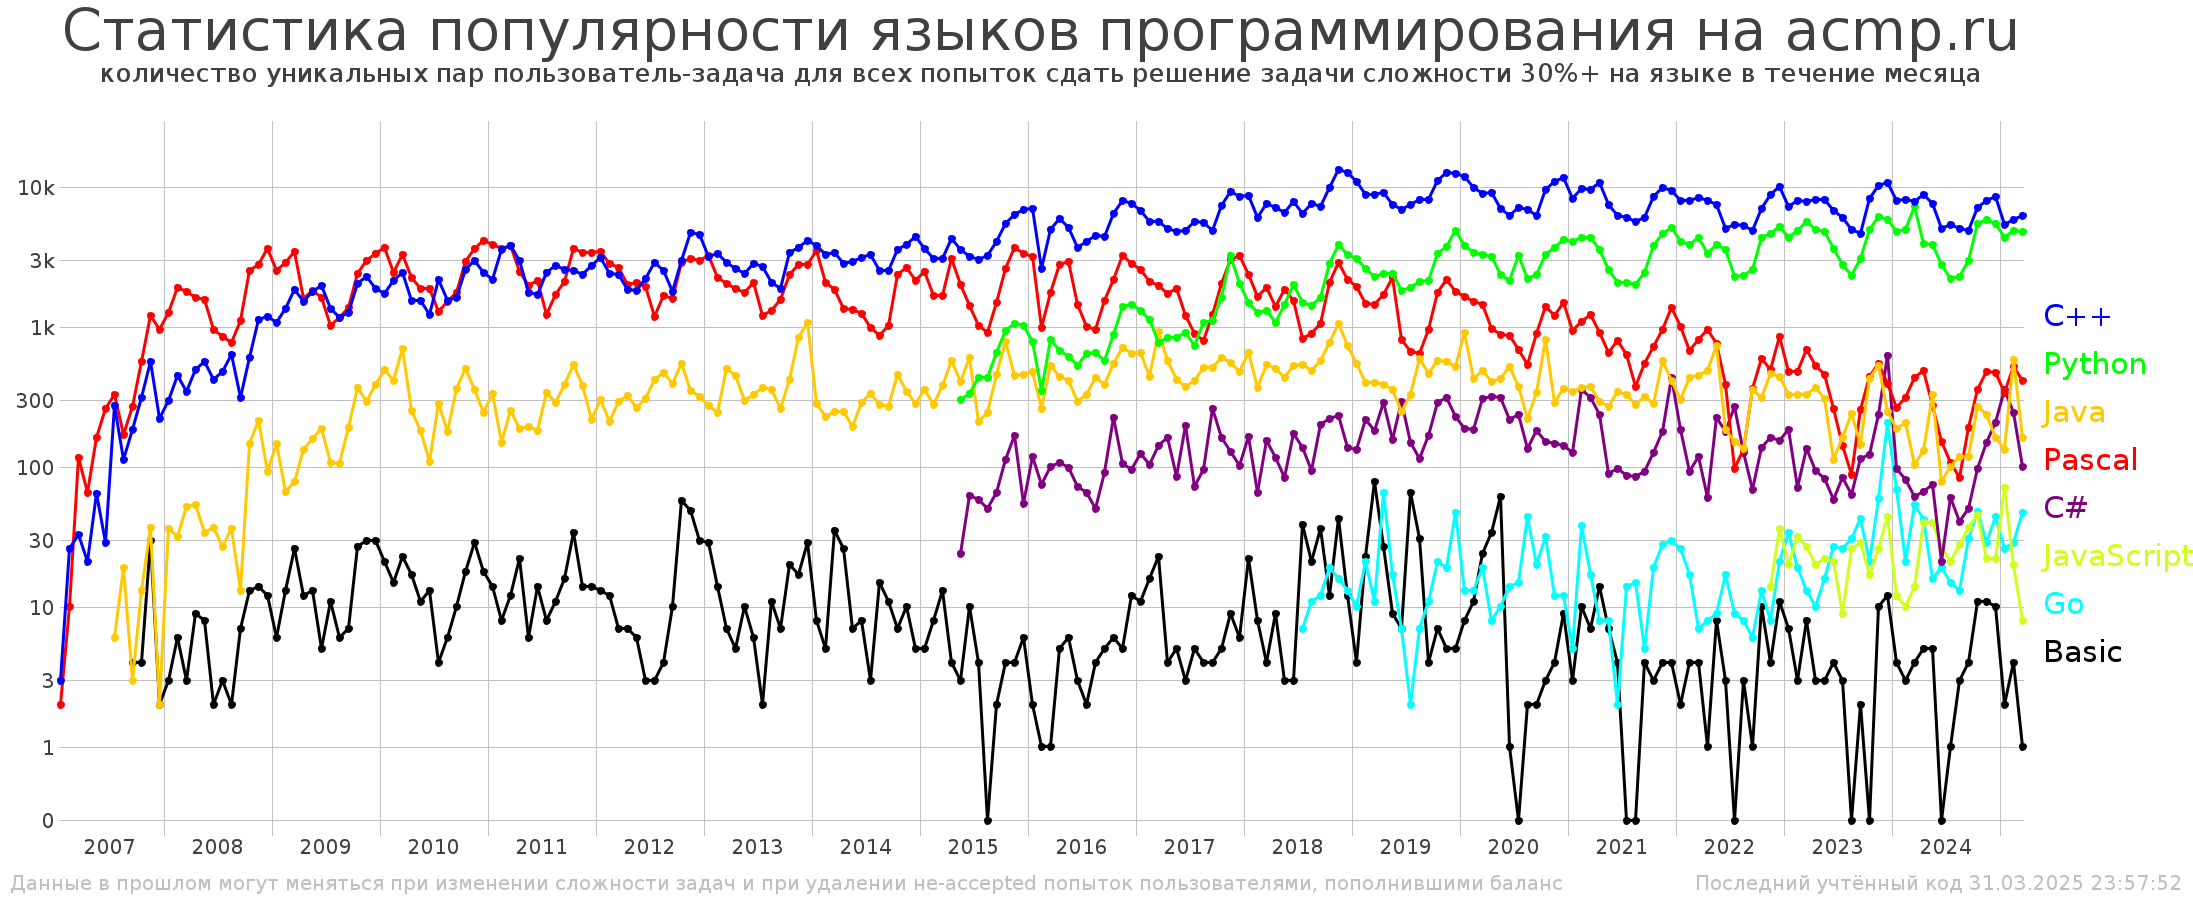 Статистика популярности языков программирования на acmp.ru
количество уникальных пар пользователь-задача для всех попыток сдать решение задачи сложности 30%+ на языке в течение месяца
10k
3k
1k
300
100
30
10
3
1
0
C++
Python
Java
Pascal
C#
JavaScript
Go
Basic
2007 2008 2009 2010 2011 2012 2013 2014 2015 2016 2017 2018 2019 2020 2021 2022 2023 2024
Данные в прошлом могут меняться при изменении сложности задач и при удалении не-accepted попыток пользователями, пополнившими баланс
Последний учтённый код 31.03.2025 23:57:52